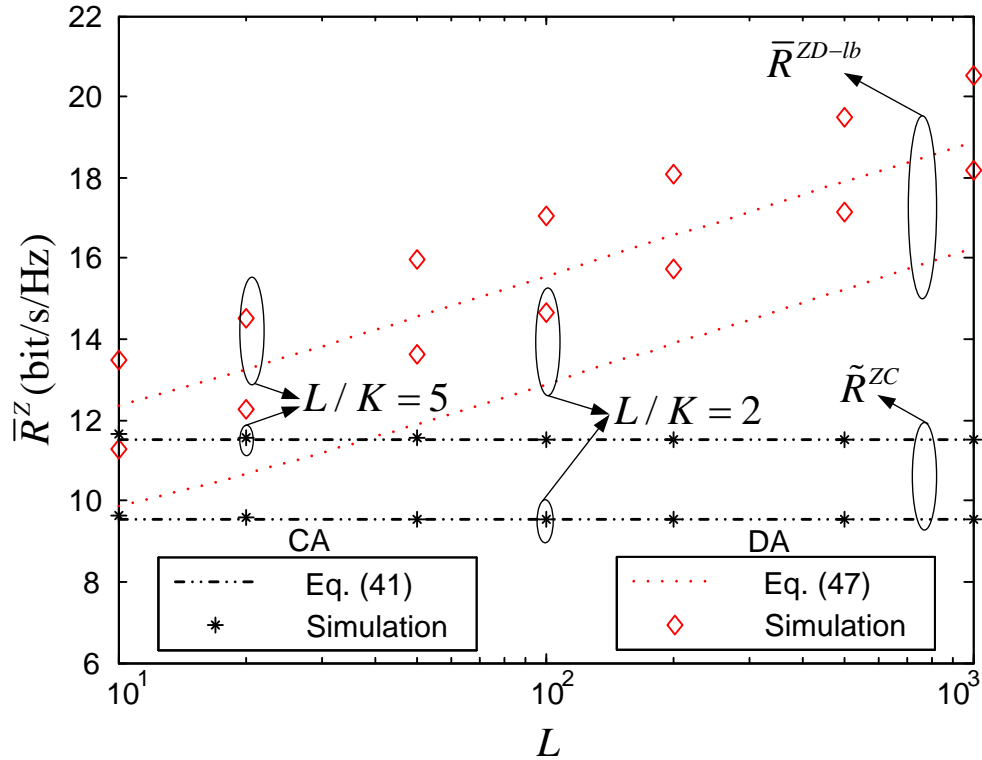 22
20
18
16
14
12
10
8
6
R̄^Z (bit/s/Hz)
R̄^{ZD-lb}
R̃^{ZC}
L / K = 5
L / K = 2
CA
Eq. (41)
Simulation
DA
Eq. (47)
Simulation
10^1
10^2
10^3
L